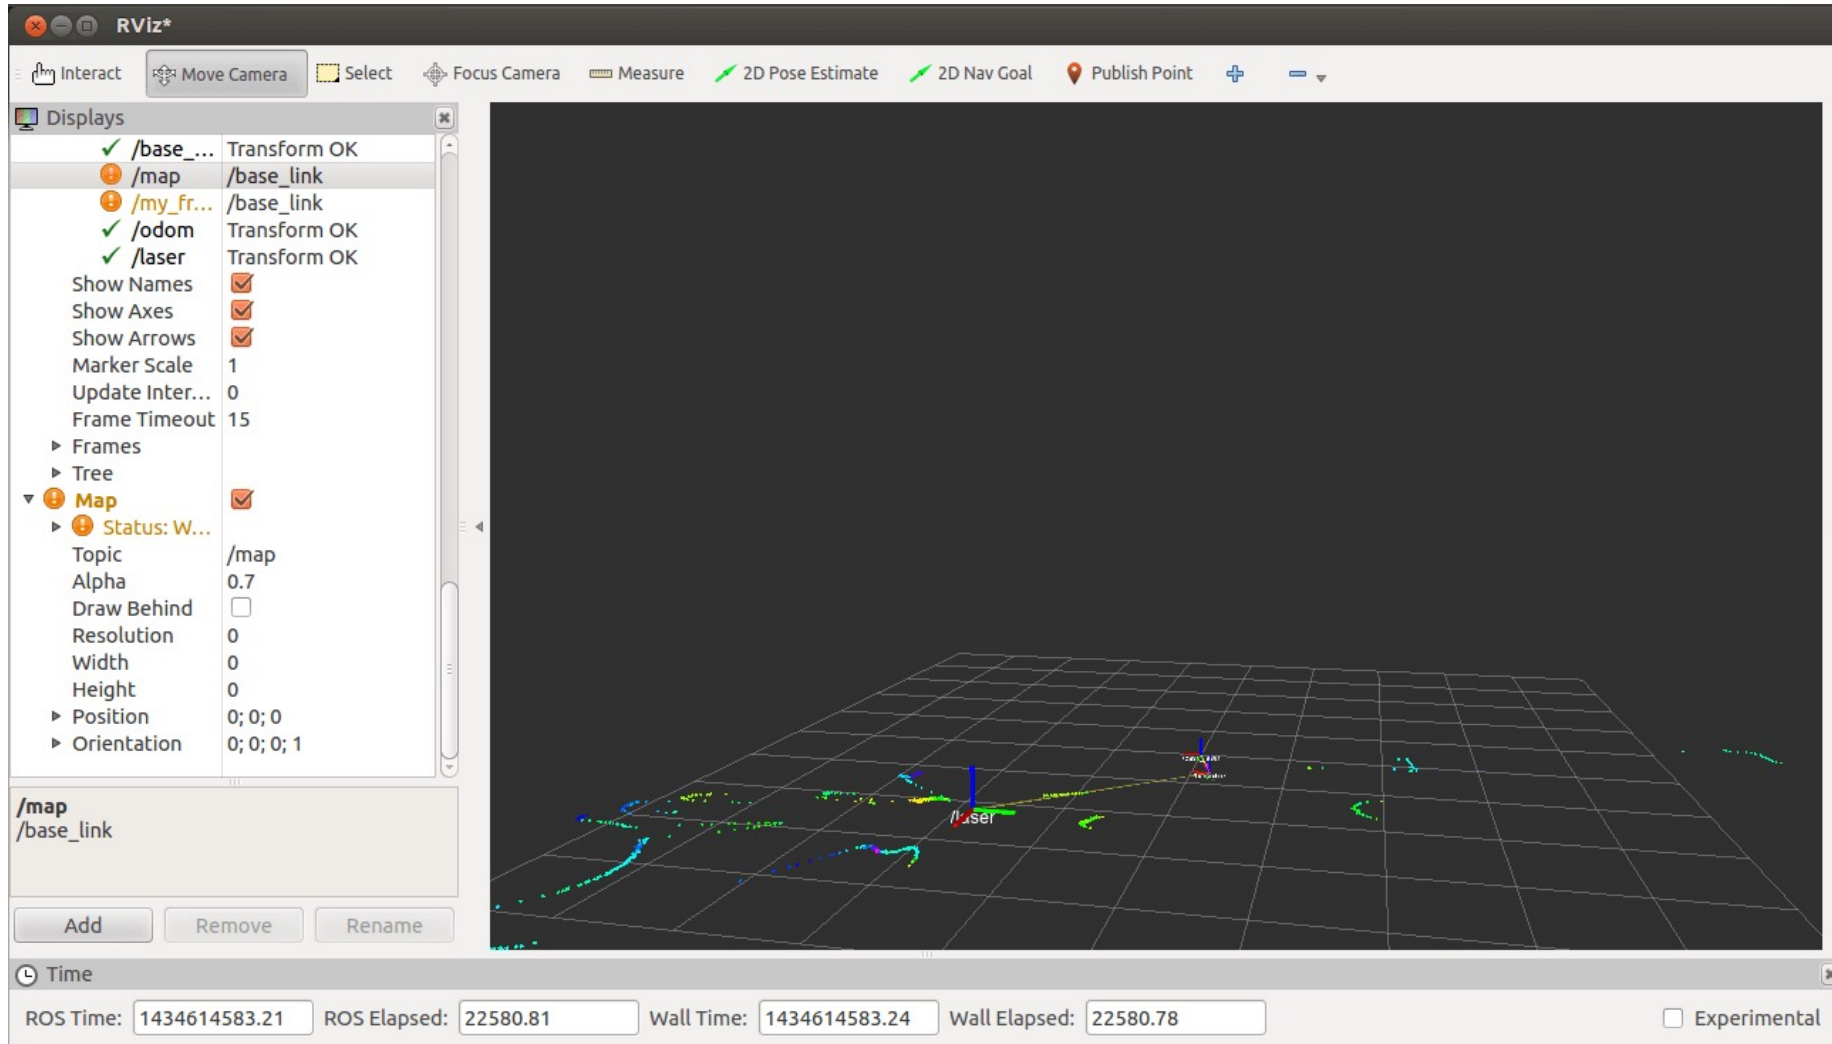 RViz*
Interact Move Camera Select Focus Camera Measure 2D Pose Estimate 2D Nav Goal Publish Point
Displays
/base_... Transform OK
/map /base_link
/my_fr... /base_link
/odom Transform OK
/laser Transform OK
Show Names
Show Axes
Show Arrows
Marker Scale 1
Update Inter... 0
Frame Timeout 15
Frames
Tree
Map
Status: W...
Topic /map
Alpha 0.7
Draw Behind
Resolution 0
Width 0
Height 0
Position 0; 0; 0
Orientation 0; 0; 0; 1
/map
/base_link
Add Remove Rename
/laser
Time
ROS Time: 1434614583.21 ROS Elapsed: 22580.81 Wall Time: 1434614583.24 Wall Elapsed: 22580.78 Experimental